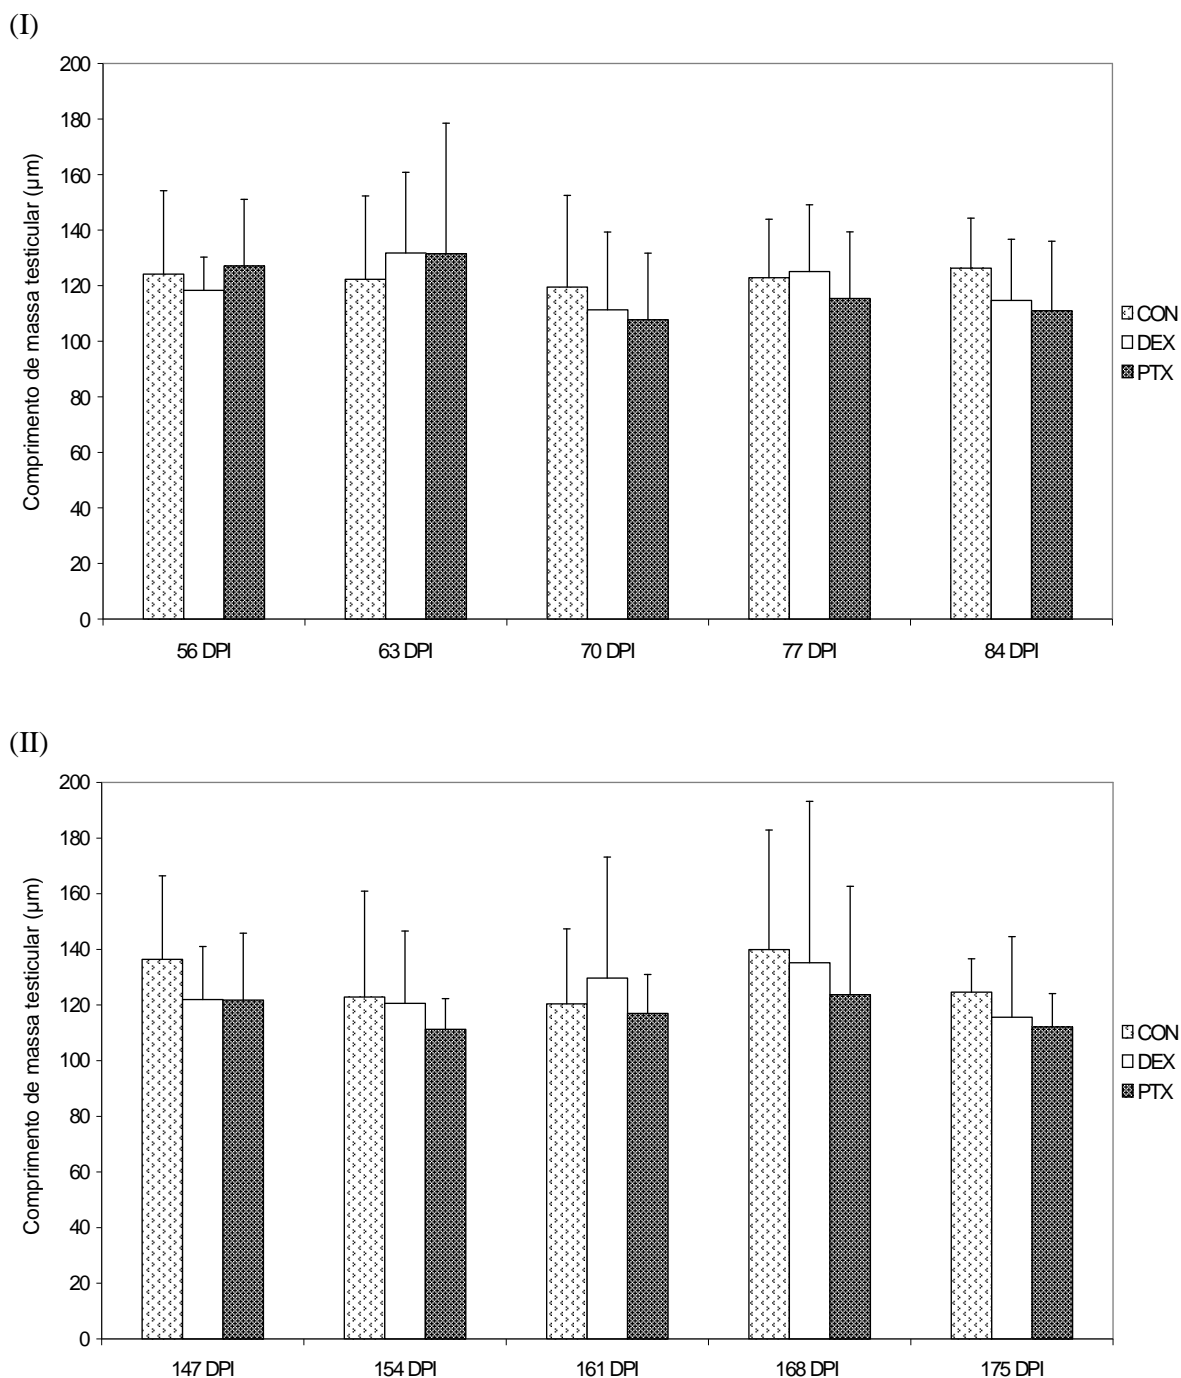 (I)
200
180
160
140
120
100
80
60
40
20
0
Comprimento de massa testicular (µm)
56 DPI 63 DPI 70 DPI 77 DPI 84 DPI
CON
DEX
PTX
(II)
200
180
160
140
120
100
80
60
40
20
0
Comprimento de massa testicular (µm)
147 DPI 154 DPI 161 DPI 168 DPI 175 DPI
CON
DEX
PTX